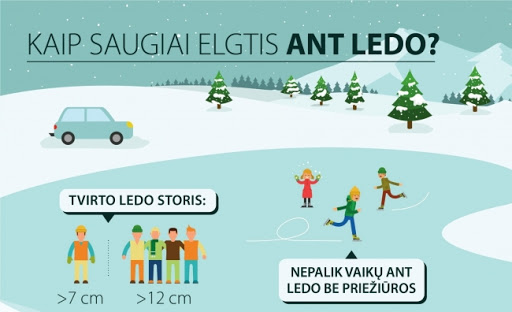 KAIP SAUGIAI ELGTIS ANT LEDO?
TVIRTO LEDO STORIS:
>7 cm
>12 cm
NEPALIK VAIKŲ ANT
LEDO BE PRIEŽIŪROS